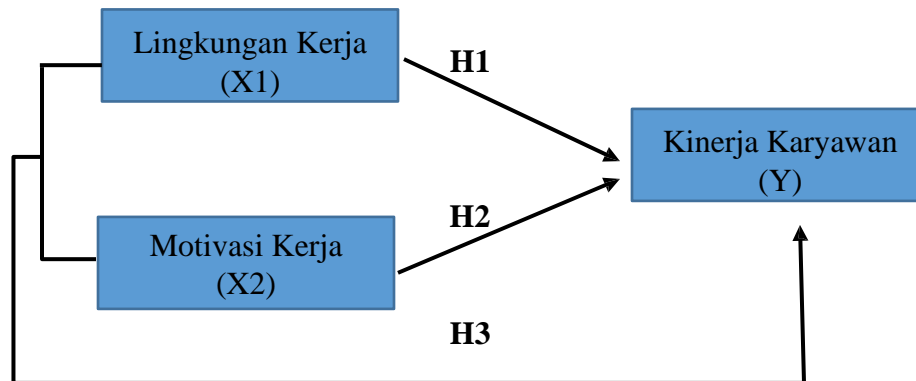 Lingkungan Kerja
(X1)
H1
Kinerja Karyawan
(Y)
H2
Motivasi Kerja
(X2)
H3